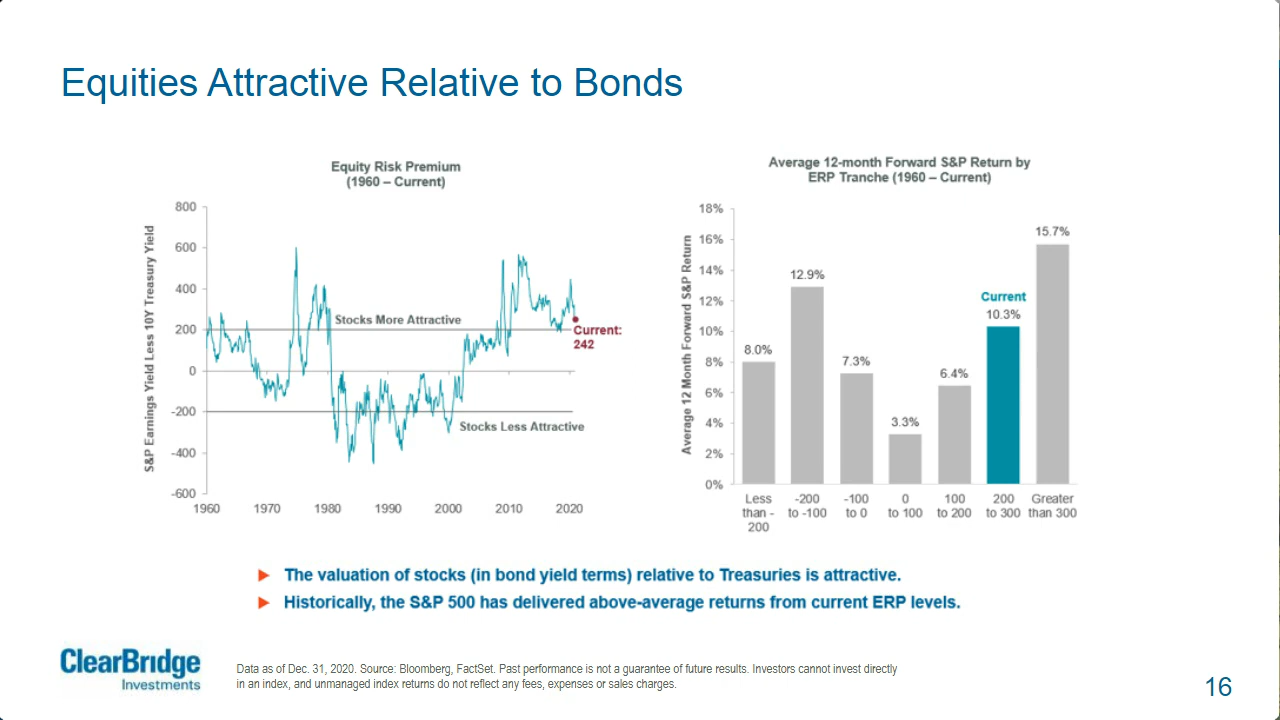 Equities Attractive Relative to Bonds
Equity Risk Premium
(1960 – Current)
S&P Earnings Yield Less 10Y Treasury Yield
800
600
400
200
0
-200
-400
-600
Stocks More Attractive
Current:
242
Stocks Less Attractive
1960 1970 1980 1990 2000 2010 2020
Average 12-month Forward S&P Return by
ERP Tranche (1960 – Current)
Average 12 Month Forward S&P Return
18%
16%
14%
12%
10%
8%
6%
4%
2%
0%
8.0%
12.9%
7.3%
3.3%
6.4%
Current
10.3%
15.7%
Less -200 -100 0 100 200 Greater
than - to -100 to 0 to 100 to 200 to 300 than 300
200
► The valuation of stocks (in bond yield terms) relative to Treasuries is attractive.
► Historically, the S&P 500 has delivered above-average returns from current ERP levels.
ClearBridge
Investments
Data as of Dec. 31, 2020. Source: Bloomberg, FactSet. Past performance is not a guarantee of future results. Investors cannot invest directly
in an index, and unmanaged index returns do not reflect any fees, expenses or sales charges.
16